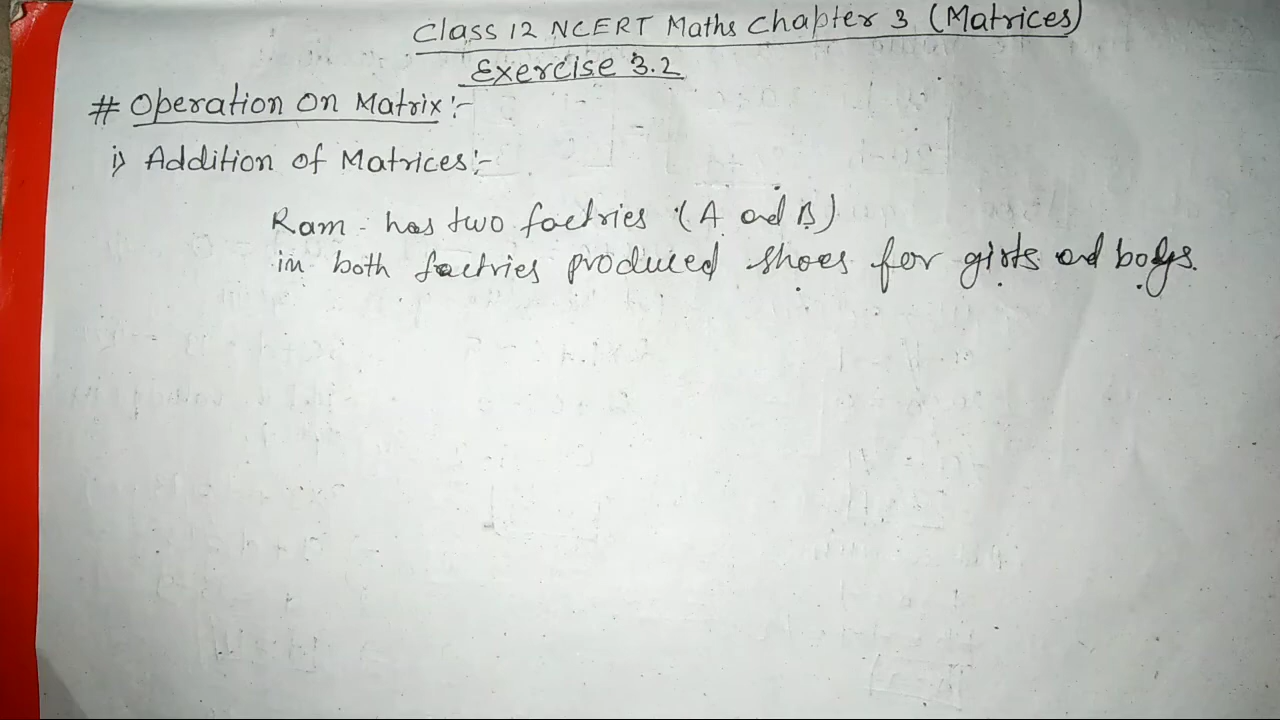 Class 12 NCERT Maths Chapter 3 (Matrices)
Exercise 3.2
# Operation On Matrix:-
i) Addition of Matrices:-
Ram has two factries (A and B)
in both factries produced shoes for girls and boys.